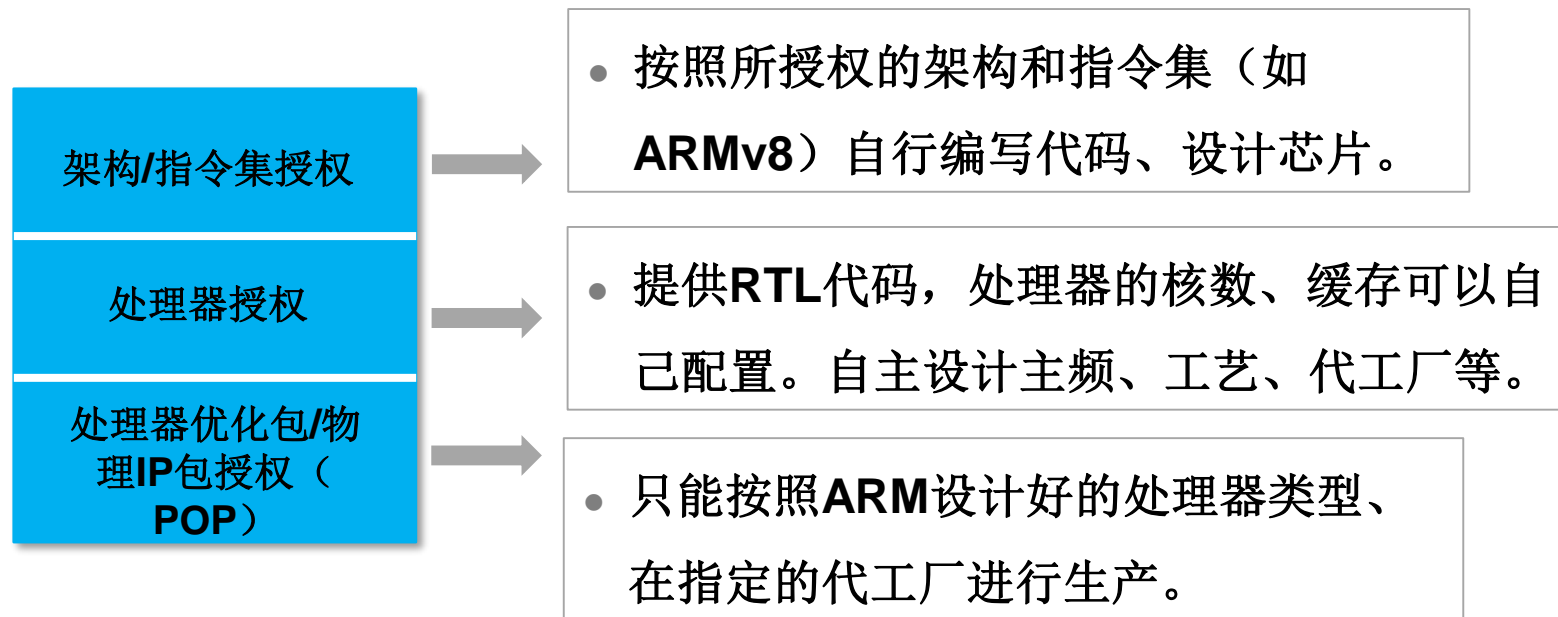 架构/指令集授权
● 按照所授权的架构和指令集（如
ARMv8）自行编写代码、设计芯片。
处理器授权
● 提供RTL代码，处理器的核数、缓存可以自
己配置。自主设计主频、工艺、代工厂等。
处理器优化包/物
理IP包授权（
POP）
● 只能按照ARM设计好的处理器类型、
在指定的代工厂进行生产。